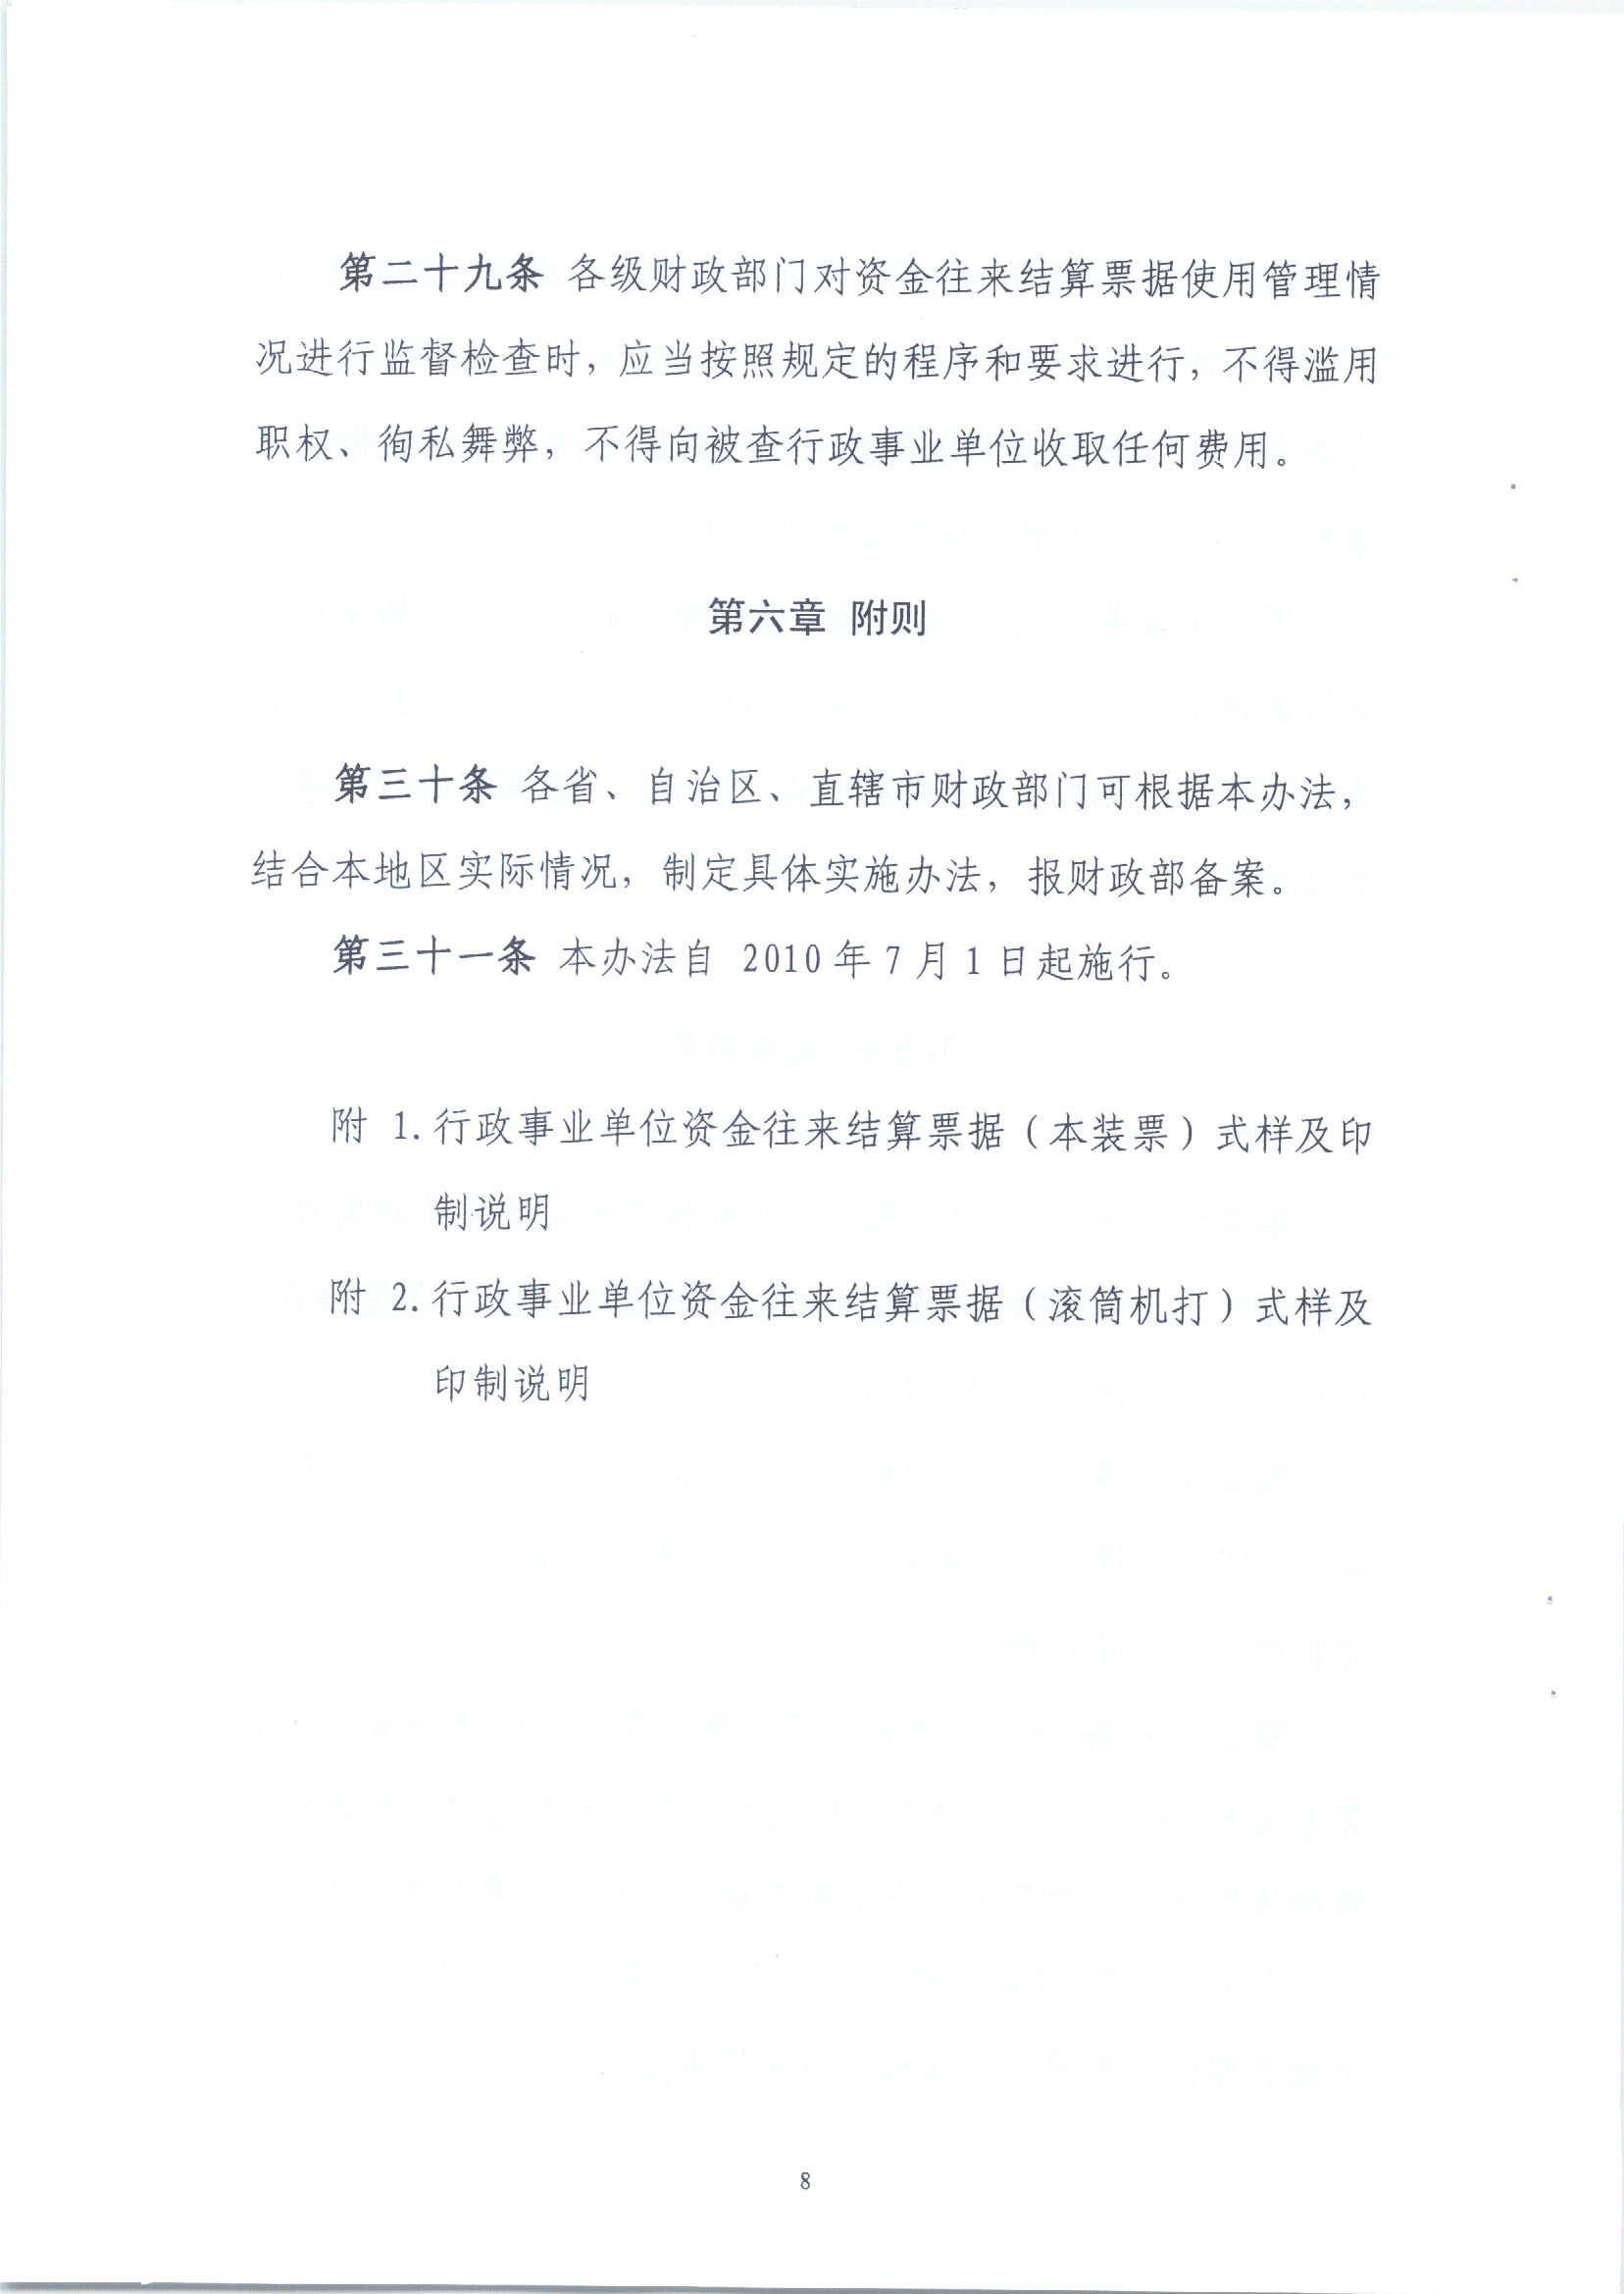 第二十九条 各级财政部门对资金往来结算票据使用管理情
况进行监督检查时，应当按照规定的程序和要求进行，不得滥用
职权、徇私舞弊，不得向被查行政事业单位收取任何费用。
第六章 附则
第三十条 各省、自治区、直辖市财政部门可根据本办法，
结合本地区实际情况，制定具体实施办法，报财政部备案。
第三十一条 本办法自 2010 年 7 月 1 日起施行。
附 1. 行政事业单位资金往来结算票据（本装票）式样及印
制说明
附 2. 行政事业单位资金往来结算票据（滚筒机打）式样及
印制说明
8